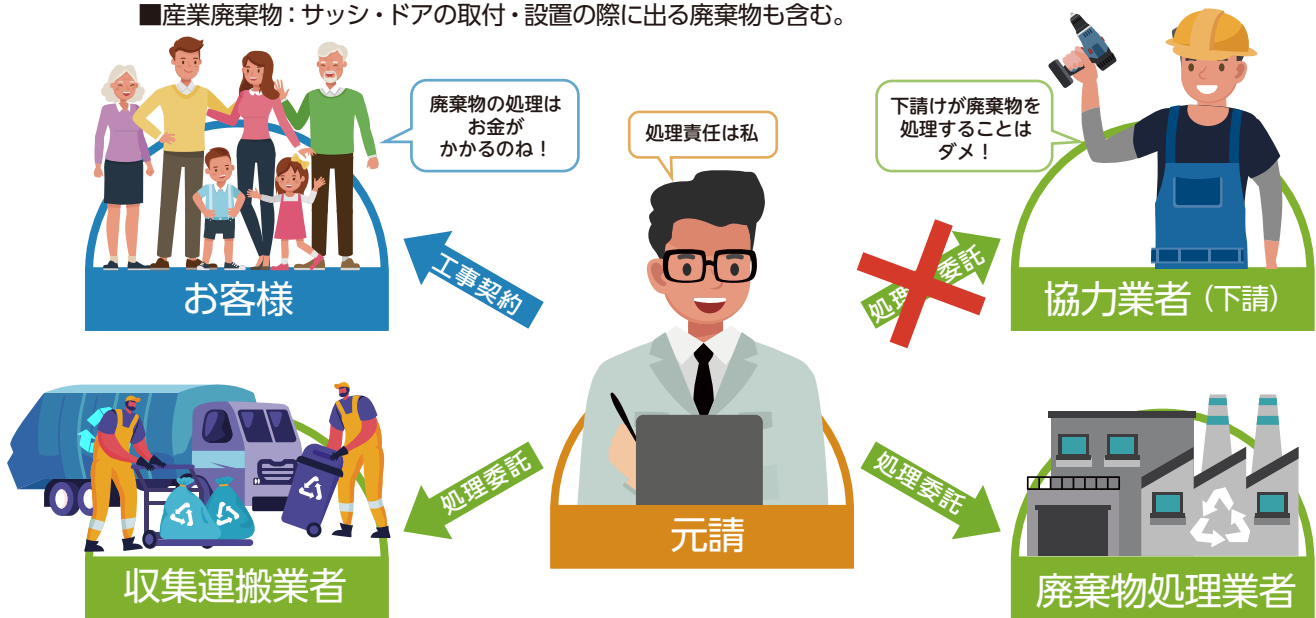 ■産業廃棄物：サッシ・ドアの取付・設置の際に出る廃棄物も含む。
廃棄物の処理は
お金が
かかるのね！
処理責任は私
下請けが廃棄物を
処理することは
ダメ！
工事契約
処理委託
お客様
協力業者（下請）
処理委託
処理委託
元請
収集運搬業者
廃棄物処理業者